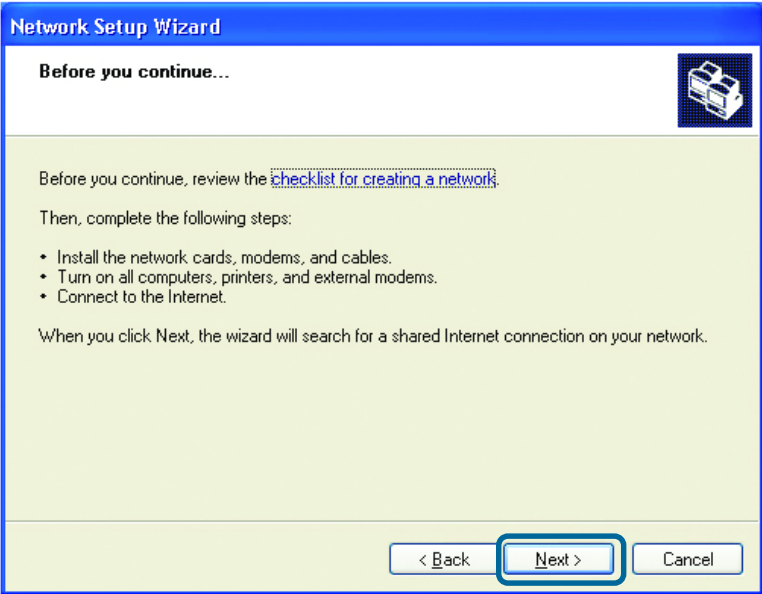 Network Setup Wizard
Before you continue...
Before you continue, review the checklist for creating a network.
Then, complete the following steps:
• Install the network cards, modems, and cables.
• Turn on all computers, printers, and external modems.
• Connect to the Internet.
When you click Next, the wizard will search for a shared Internet connection on your network.
< Back Next > Cancel